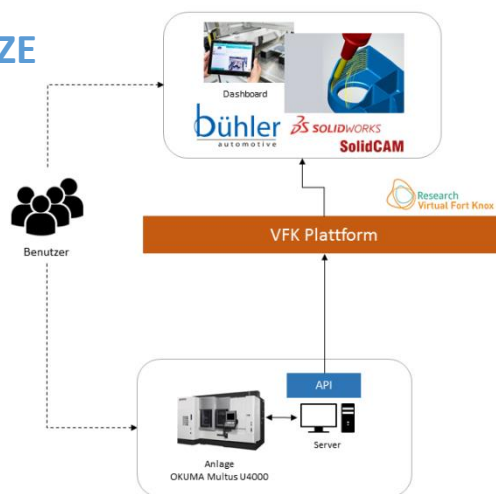 ZE
Dashboard
bühler
automotive
SOLIDWORKS
SolidCAM
Research
Virtual Fort Knox
Benutzer
VFK Plattform
API
Server
Anlage
OKUMA Multus U4000